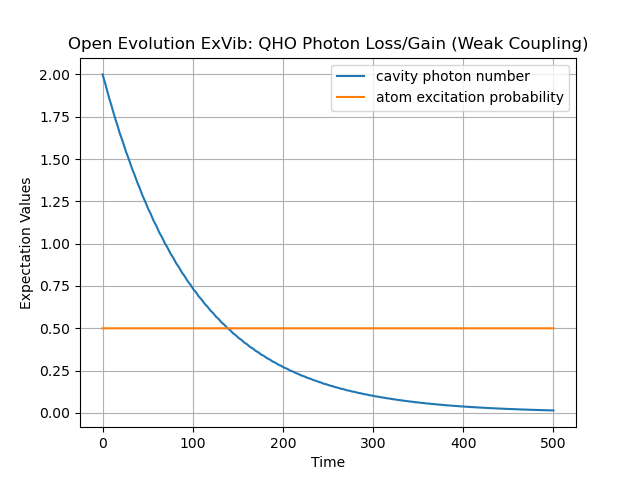 Open Evolution ExVib: QHO Photon Loss/Gain (Weak Coupling)
cavity photon number
atom excitation probability
Expectation Values
2.00
1.75
1.50
1.25
1.00
0.75
0.50
0.25
0.00
0 100 200 300 400 500
Time